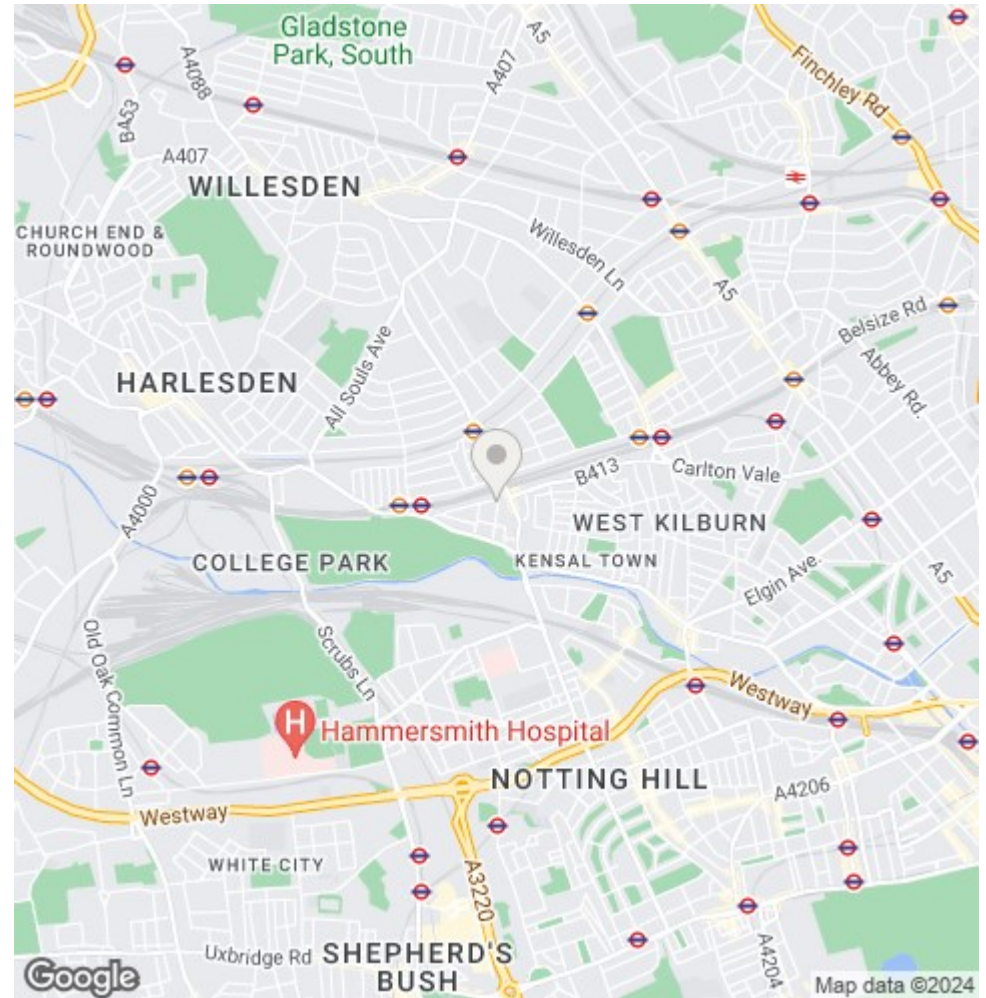 Gladstone
Park, South
A5
A407
A4088
B453
Finchley Rd
A407
WILLESDEN
CHURCH END &
ROUNDWOOD
Willesden Ln
A5
Belsize Rd
Abbey Rd.
All Souls Ave
HARLESDEN
B413
Carlton Vale
A4000
WEST KILBURN
COLLEGE PARK
KENSAL TOWN
Elgin Ave.
A5
Old Oak Common Ln
Scrubs Ln
Westway
H
Hammersmith Hospital
NOTTING HILL
A4206
Westway
WHITE CITY
A3220
Uxbridge Rd
SHEPHERD'S
BUSH
A4204
Google
Map data ©2024